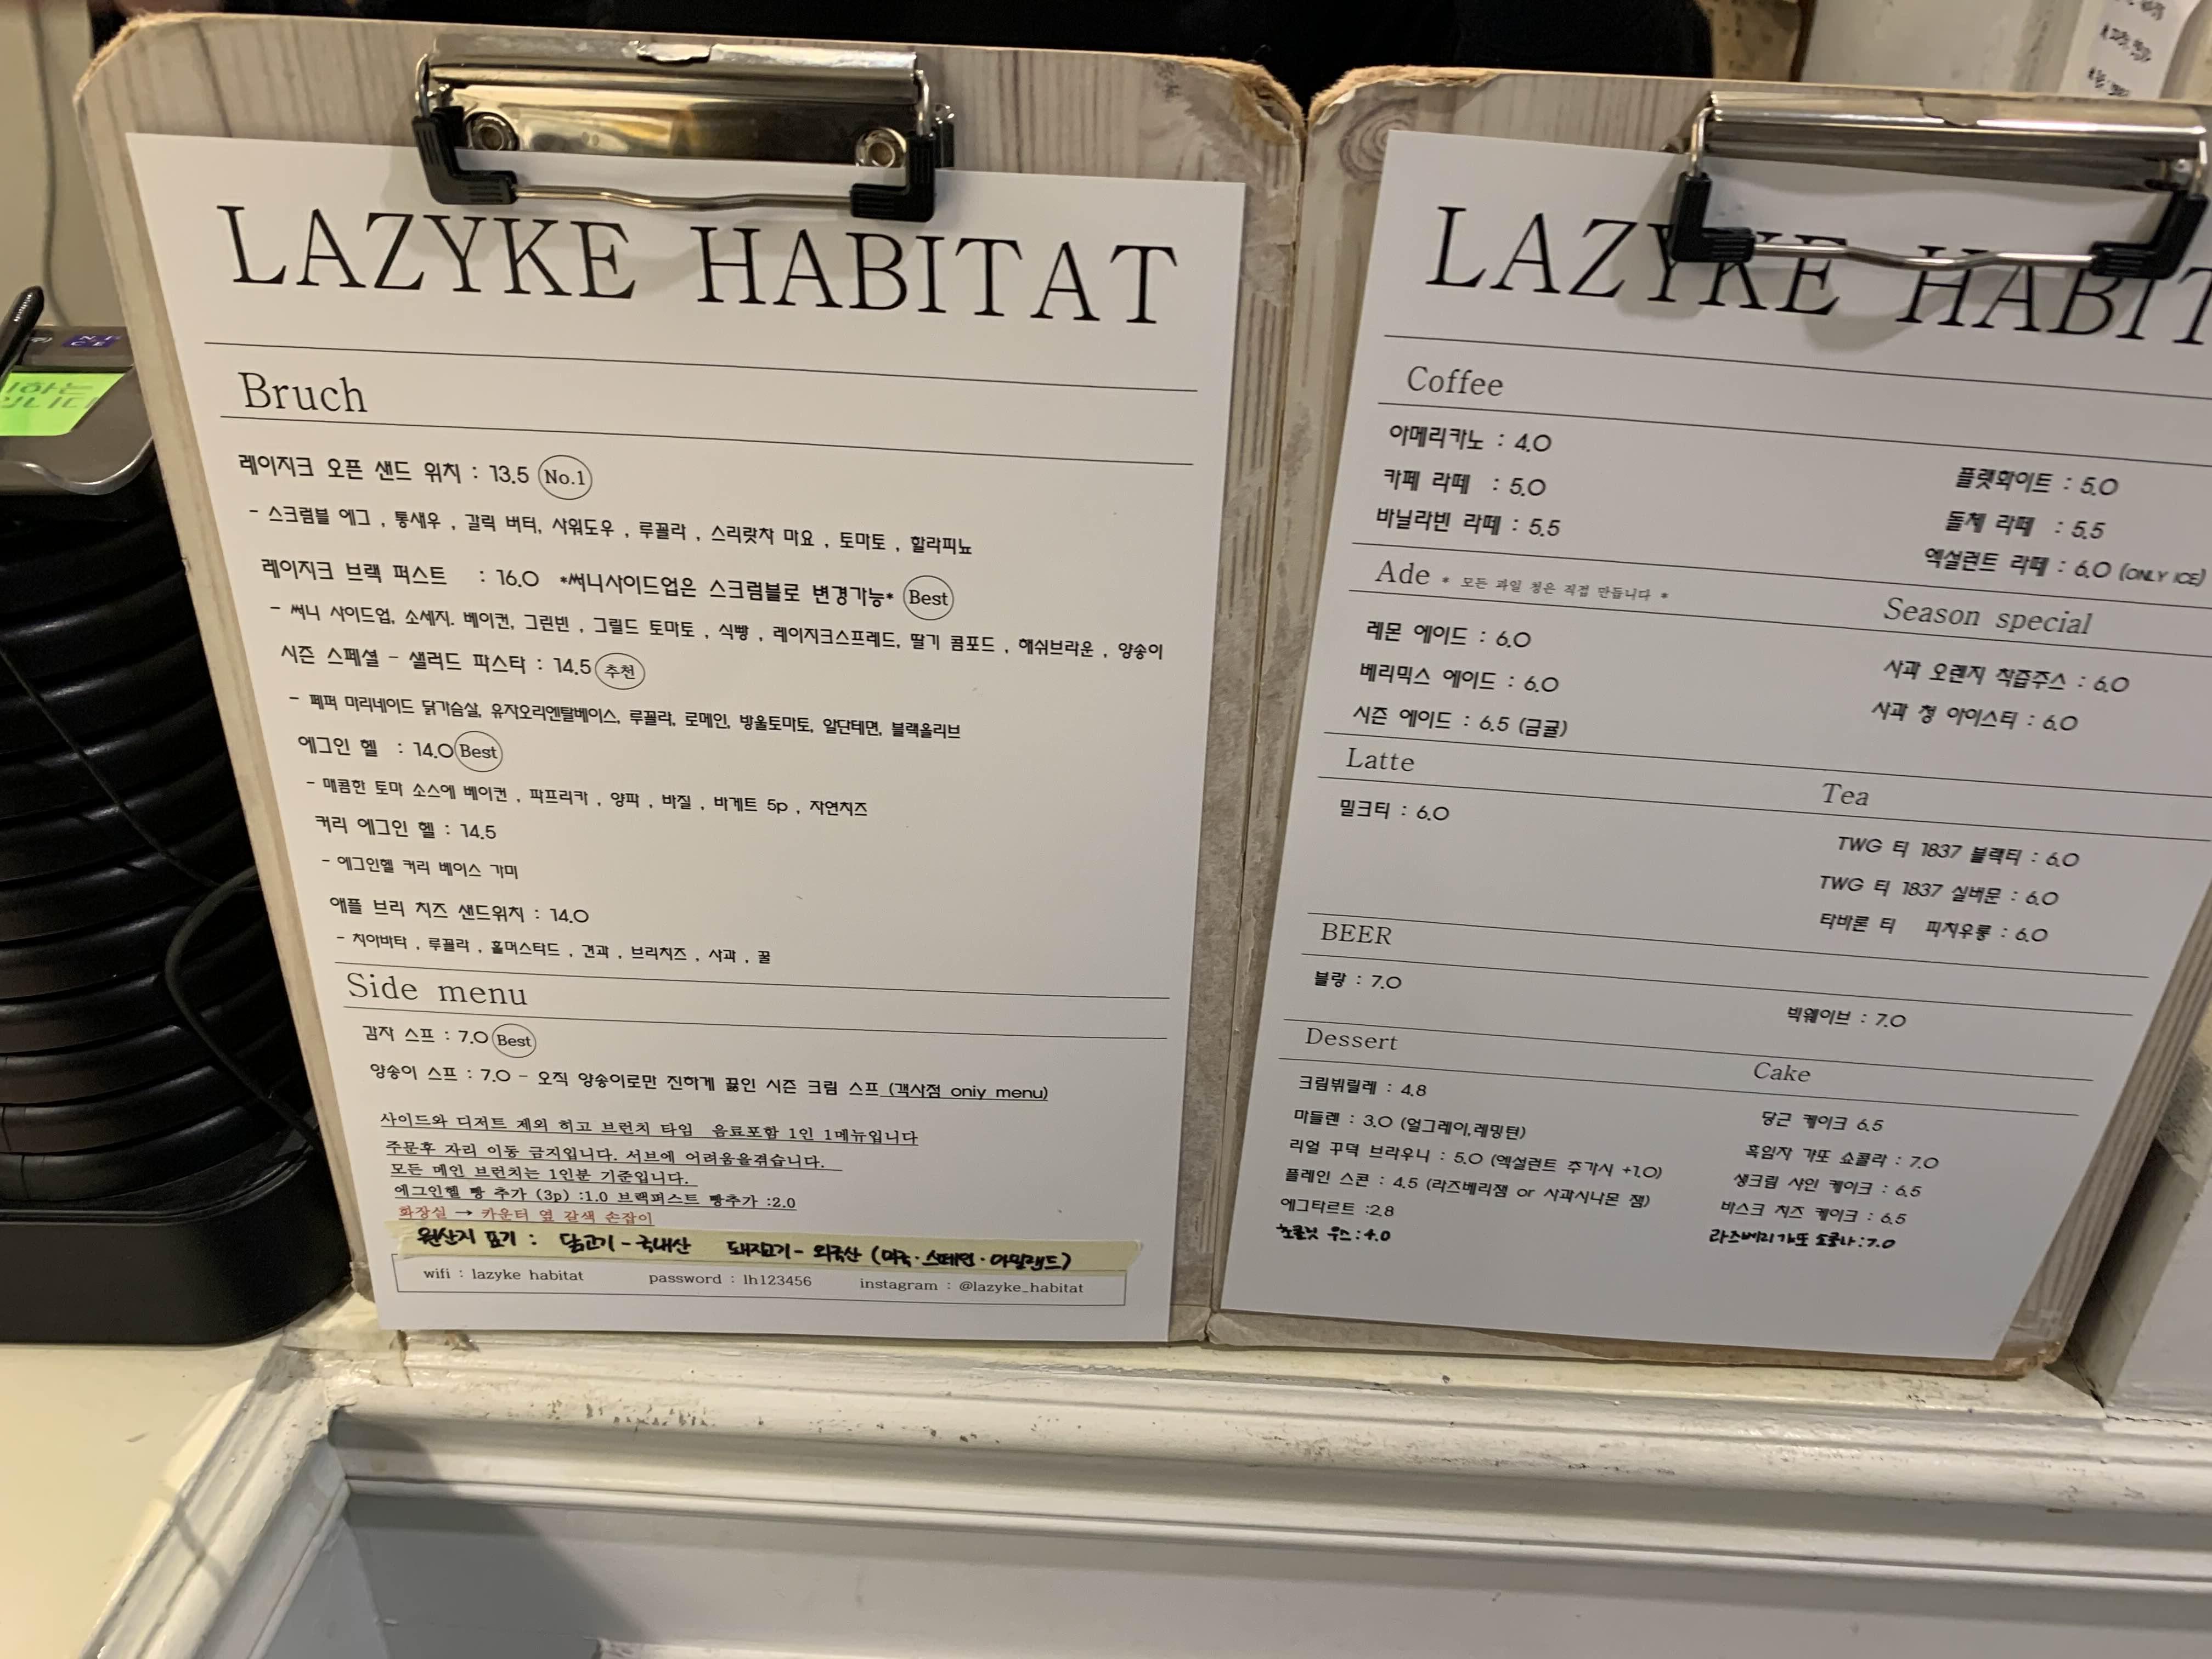 LAZYKE HABITAT
Bruch
레이지크 오픈 샌드 위치 : 13.5 No.1
- 스크럼블 에그 , 통새우 , 갈릭 버터, 사워도우 , 루꼴라 , 스리랏차 마요 , 토마토 , 할라피뇨
레이지크 브랙 퍼스트 : 16.0 *써니사이드업은 스크럼블로 변경가능* Best
- 써니 사이드업, 소세지. 베이컨, 그린빈 , 그릴드 토마토 , 식빵 , 레이지크스프레드, 딸기 콤포드 , 해쉬브라운 , 양송이
시즌 스페셜 - 샐러드 파스타 : 14.5 추천
- 페퍼 마리네이드 닭가슴살, 유자오리엔탈베이스, 루꼴라, 로메인, 방울토마토, 알단테면, 블랙올리브
에그인 헬 : 14.0 Best
- 매콤한 토마 소스에 베이컨 , 파프리카 , 양파 , 바질 , 바게트 5p , 자연치즈
커리 에그인 헬 : 14.5
- 에그인헬 커리 베이스 가미
애플 브리 치즈 샌드위치 : 14.0
- 치아바타 , 루꼴라 , 홀머스타드 , 견과 , 브리치즈 , 사과 , 꿀
Side menu
감자 스프 : 7.0 Best
양송이 스프 : 7.0 - 오직 양송이로만 진하게 끓인 시즌 크림 스프 (객사점 oniy menu)
사이드와 디저트 제외 히고 브런치 타임 음료포함 1인 1메뉴입니다
주문후 자리 이동 금지입니다. 서브에 어려움을겪습니다.
모든 메인 브런치는 1인분 기준입니다.
에그인헬 빵 추가 (3p) :1.0 브랙퍼스트 빵추가 :2.0
화장실 → 카운터 옆 갈색 손잡이
원산지 표기 : 닭고기 - 국내산 돼지고기 - 외국산 (미국 · 스페인 · 아일랜드)
wifi : lazyke habitat password : lh123456 instagram : @lazyke_habitat
LAZYKE HABIT
Coffee
아메리카노 : 4.0
카페 라떼 : 5.0 플랫화이트 : 5.0
바닐라빈 라떼 : 5.5 돌체 라떼 : 5.5
엑설런트 라떼 : 6.0 (ONLY ICE)
Ade * 모든 과일 청은 직접 만듭니다 * Season special
레몬 에이드 : 6.0 사과 오렌지 착즙주스 : 6.0
베리믹스 에이드 : 6.0 사과 청 아이스티 : 6.0
시즌 에이드 : 6.5 (금귤)
Latte Tea
밀크티 : 6.0 TWG 티 1837 블랙티 : 6.0
TWG 티 1837 실버문 : 6.0
타바론 티 피치우롱 : 6.0
BEER
블랑 : 7.0 빅웨이브 : 7.0
Dessert Cake
크림뷔릴레 : 4.8 당근 케이크 6.5
마들렌 : 3.0 (얼그레이,레밍턴) 흑임자 가또 쇼콜라 : 7.0
리얼 꾸덕 브라우니 : 5.0 (엑설런트 추가시 +1.0) 생크림 샤인 케이크 : 6.5
플레인 스콘 : 4.5 (라즈베리잼 or 사과시나몬 잼) 바스크 치즈 케이크 : 6.5
에그타르트 :2.8 라즈베리가또 쇼콜라 : 7.0
: 4.0